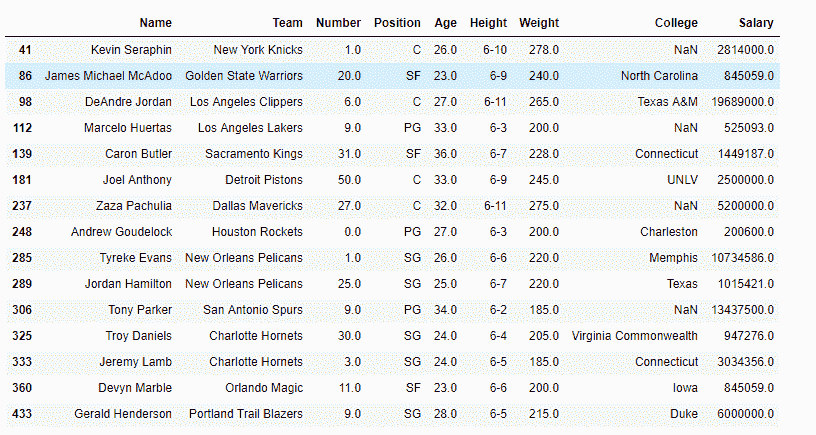 Name Team Number Position Age Height Weight College Salary
41 Kevin Seraphin New York Knicks 1.0 C 26.0 6-10 278.0 NaN 2814000.0
86 James Michael McAdoo Golden State Warriors 20.0 SF 23.0 6-9 240.0 North Carolina 845059.0
98 DeAndre Jordan Los Angeles Clippers 6.0 C 27.0 6-11 265.0 Texas A&M 19689000.0
112 Marcelo Huertas Los Angeles Lakers 9.0 PG 33.0 6-3 200.0 NaN 525093.0
139 Caron Butler Sacramento Kings 31.0 SF 36.0 6-7 228.0 Connecticut 1449187.0
181 Joel Anthony Detroit Pistons 50.0 C 33.0 6-9 245.0 UNLV 2500000.0
237 Zaza Pachulia Dallas Mavericks 27.0 C 32.0 6-11 275.0 NaN 5200000.0
248 Andrew Goudelock Houston Rockets 0.0 PG 27.0 6-3 200.0 Charleston 200600.0
285 Tyreke Evans New Orleans Pelicans 1.0 SG 26.0 6-6 220.0 Memphis 10734586.0
289 Jordan Hamilton New Orleans Pelicans 25.0 SG 25.0 6-7 220.0 Texas 1015421.0
306 Tony Parker San Antonio Spurs 9.0 PG 34.0 6-2 185.0 NaN 13437500.0
325 Troy Daniels Charlotte Hornets 30.0 SG 24.0 6-4 205.0 Virginia Commonwealth 947276.0
333 Jeremy Lamb Charlotte Hornets 3.0 SG 24.0 6-5 185.0 Connecticut 3034356.0
360 Devyn Marble Orlando Magic 11.0 SF 23.0 6-6 200.0 Iowa 845059.0
433 Gerald Henderson Portland Trail Blazers 9.0 SG 28.0 6-5 215.0 Duke 6000000.0